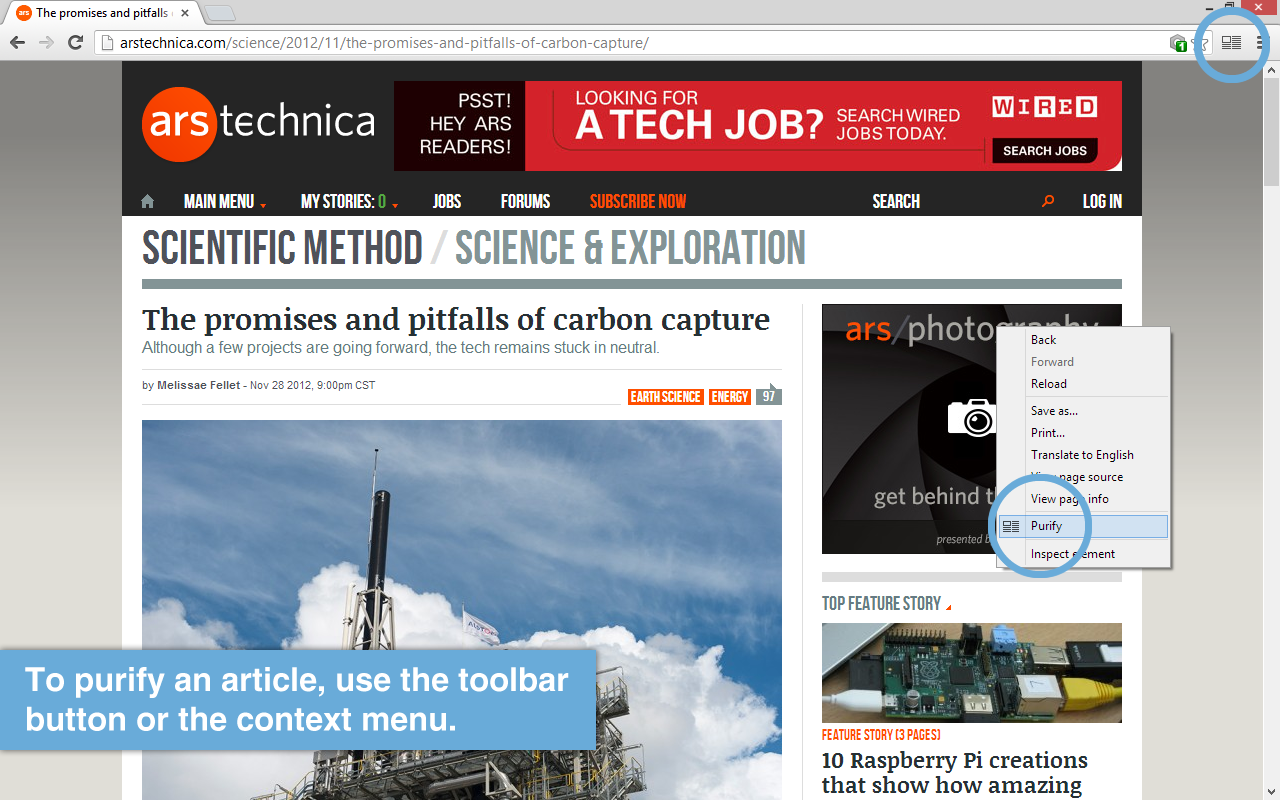 ars The promises and pitfalls
arstechnica.com/science/2012/11/the-promises-and-pitfalls-of-carbon-capture/
1
ars technica
PSST!
HEY ARS
READERS!
LOOKING FOR
A TECH JOB?
SEARCH WIRED
JOBS TODAY.
WIRED
SEARCH JOBS
MAIN MENU MY STORIES: 0 JOBS FORUMS SUBSCRIBE NOW SEARCH LOG IN
SCIENTIFIC METHOD / SCIENCE & EXPLORATION
The promises and pitfalls of carbon capture
Although a few projects are going forward, the tech remains stuck in neutral.
by Melissae Fellet - Nov 28 2012, 9:00pm CST
EARTH SCIENCE ENERGY 97
ars/photography
get behind
presented
Back
Forward
Reload
Save as...
Print...
Translate to English
View page source
View page info
Purify
Inspect element
TOP FEATURE STORY
FEATURE STORY (3 PAGES)
10 Raspberry Pi creations
that show how amazing
To purify an article, use the toolbar
button or the context menu.